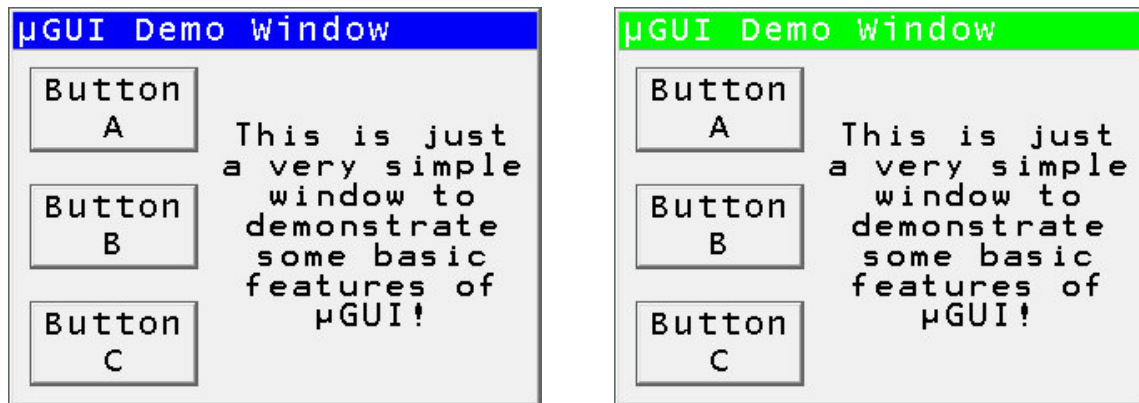 µGUI Demo Window
Button
A
Button
B
Button
C
This is just
a very simple
window to
demonstrate
some basic
features of
µGUI!
µGUI Demo Window
Button
A
Button
B
Button
C
This is just
a very simple
window to
demonstrate
some basic
features of
µGUI!